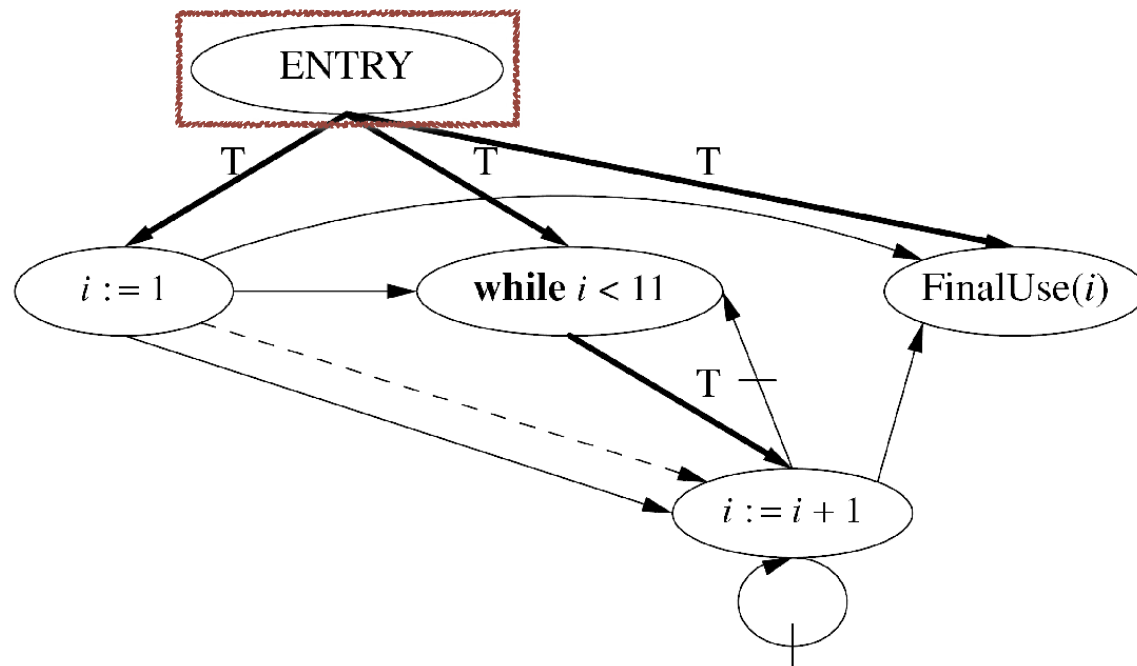 ENTRY
T T T
i := 1
while i < 11
FinalUse(i)
T
i := i + 1